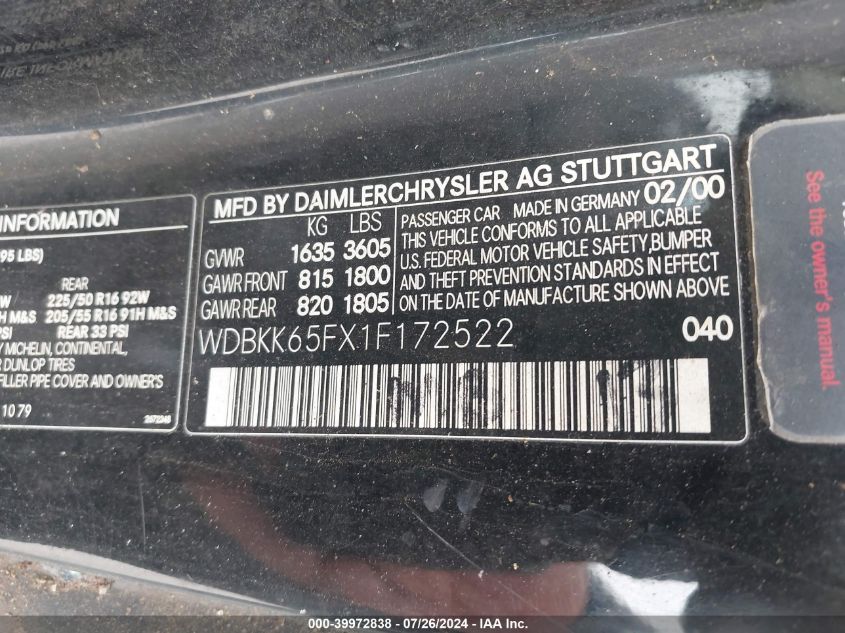 INFORMATION
95 LBS)
REAR
W 225/50 R16 92W
H M&S 205/55 R16 91H M&S
PSI REAR 33 PSI
Y MICHELIN, CONTINENTAL,
R DUNLOP TIRES
FILLER PIPE COVER AND OWNER'S
10 79
MFD BY DAIMLERCHRYSLER AG STUTTGART
KG LBS
GVWR 1635 3605
GAWR FRONT 815 1800
GAWR REAR 820 1805
PASSENGER CAR MADE IN GERMANY 02/00
THIS VEHICLE CONFORMS TO ALL APPLICABLE
U.S. FEDERAL MOTOR VEHICLE SAFETY, BUMPER
AND THEFT PREVENTION STANDARDS IN EFFECT
ON THE DATE OF MANUFACTURE SHOWN ABOVE
WDBKK65FX1F172522 040
See the owner's manual.
000-39972838 - 07/26/2024 - IAA Inc.